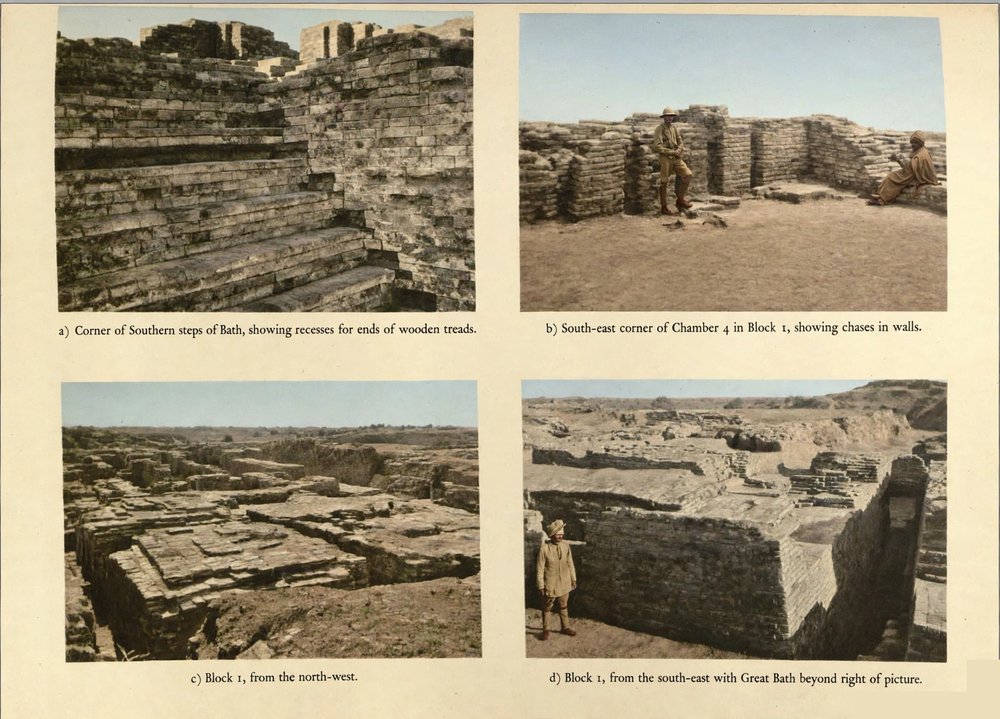 a) Corner of Southern steps of Bath, showing recesses for ends of wooden treads.
b) South-east corner of Chamber 4 in Block 1, showing chases in walls.
c) Block 1, from the north-west.
d) Block 1, from the south-east with Great Bath beyond right of picture.